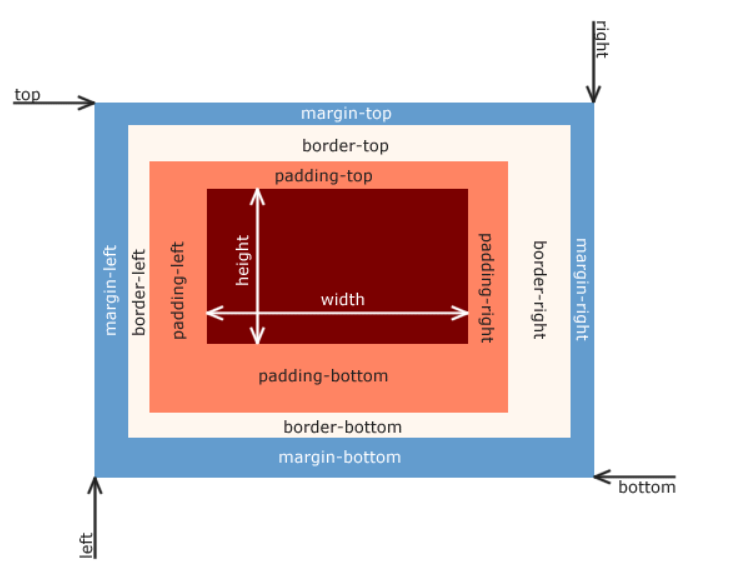 right
top
margin-top
border-top
padding-top
margin-left
border-left
padding-left
height
width
padding-right
border-right
margin-right
padding-bottom
border-bottom
margin-bottom
bottom
left